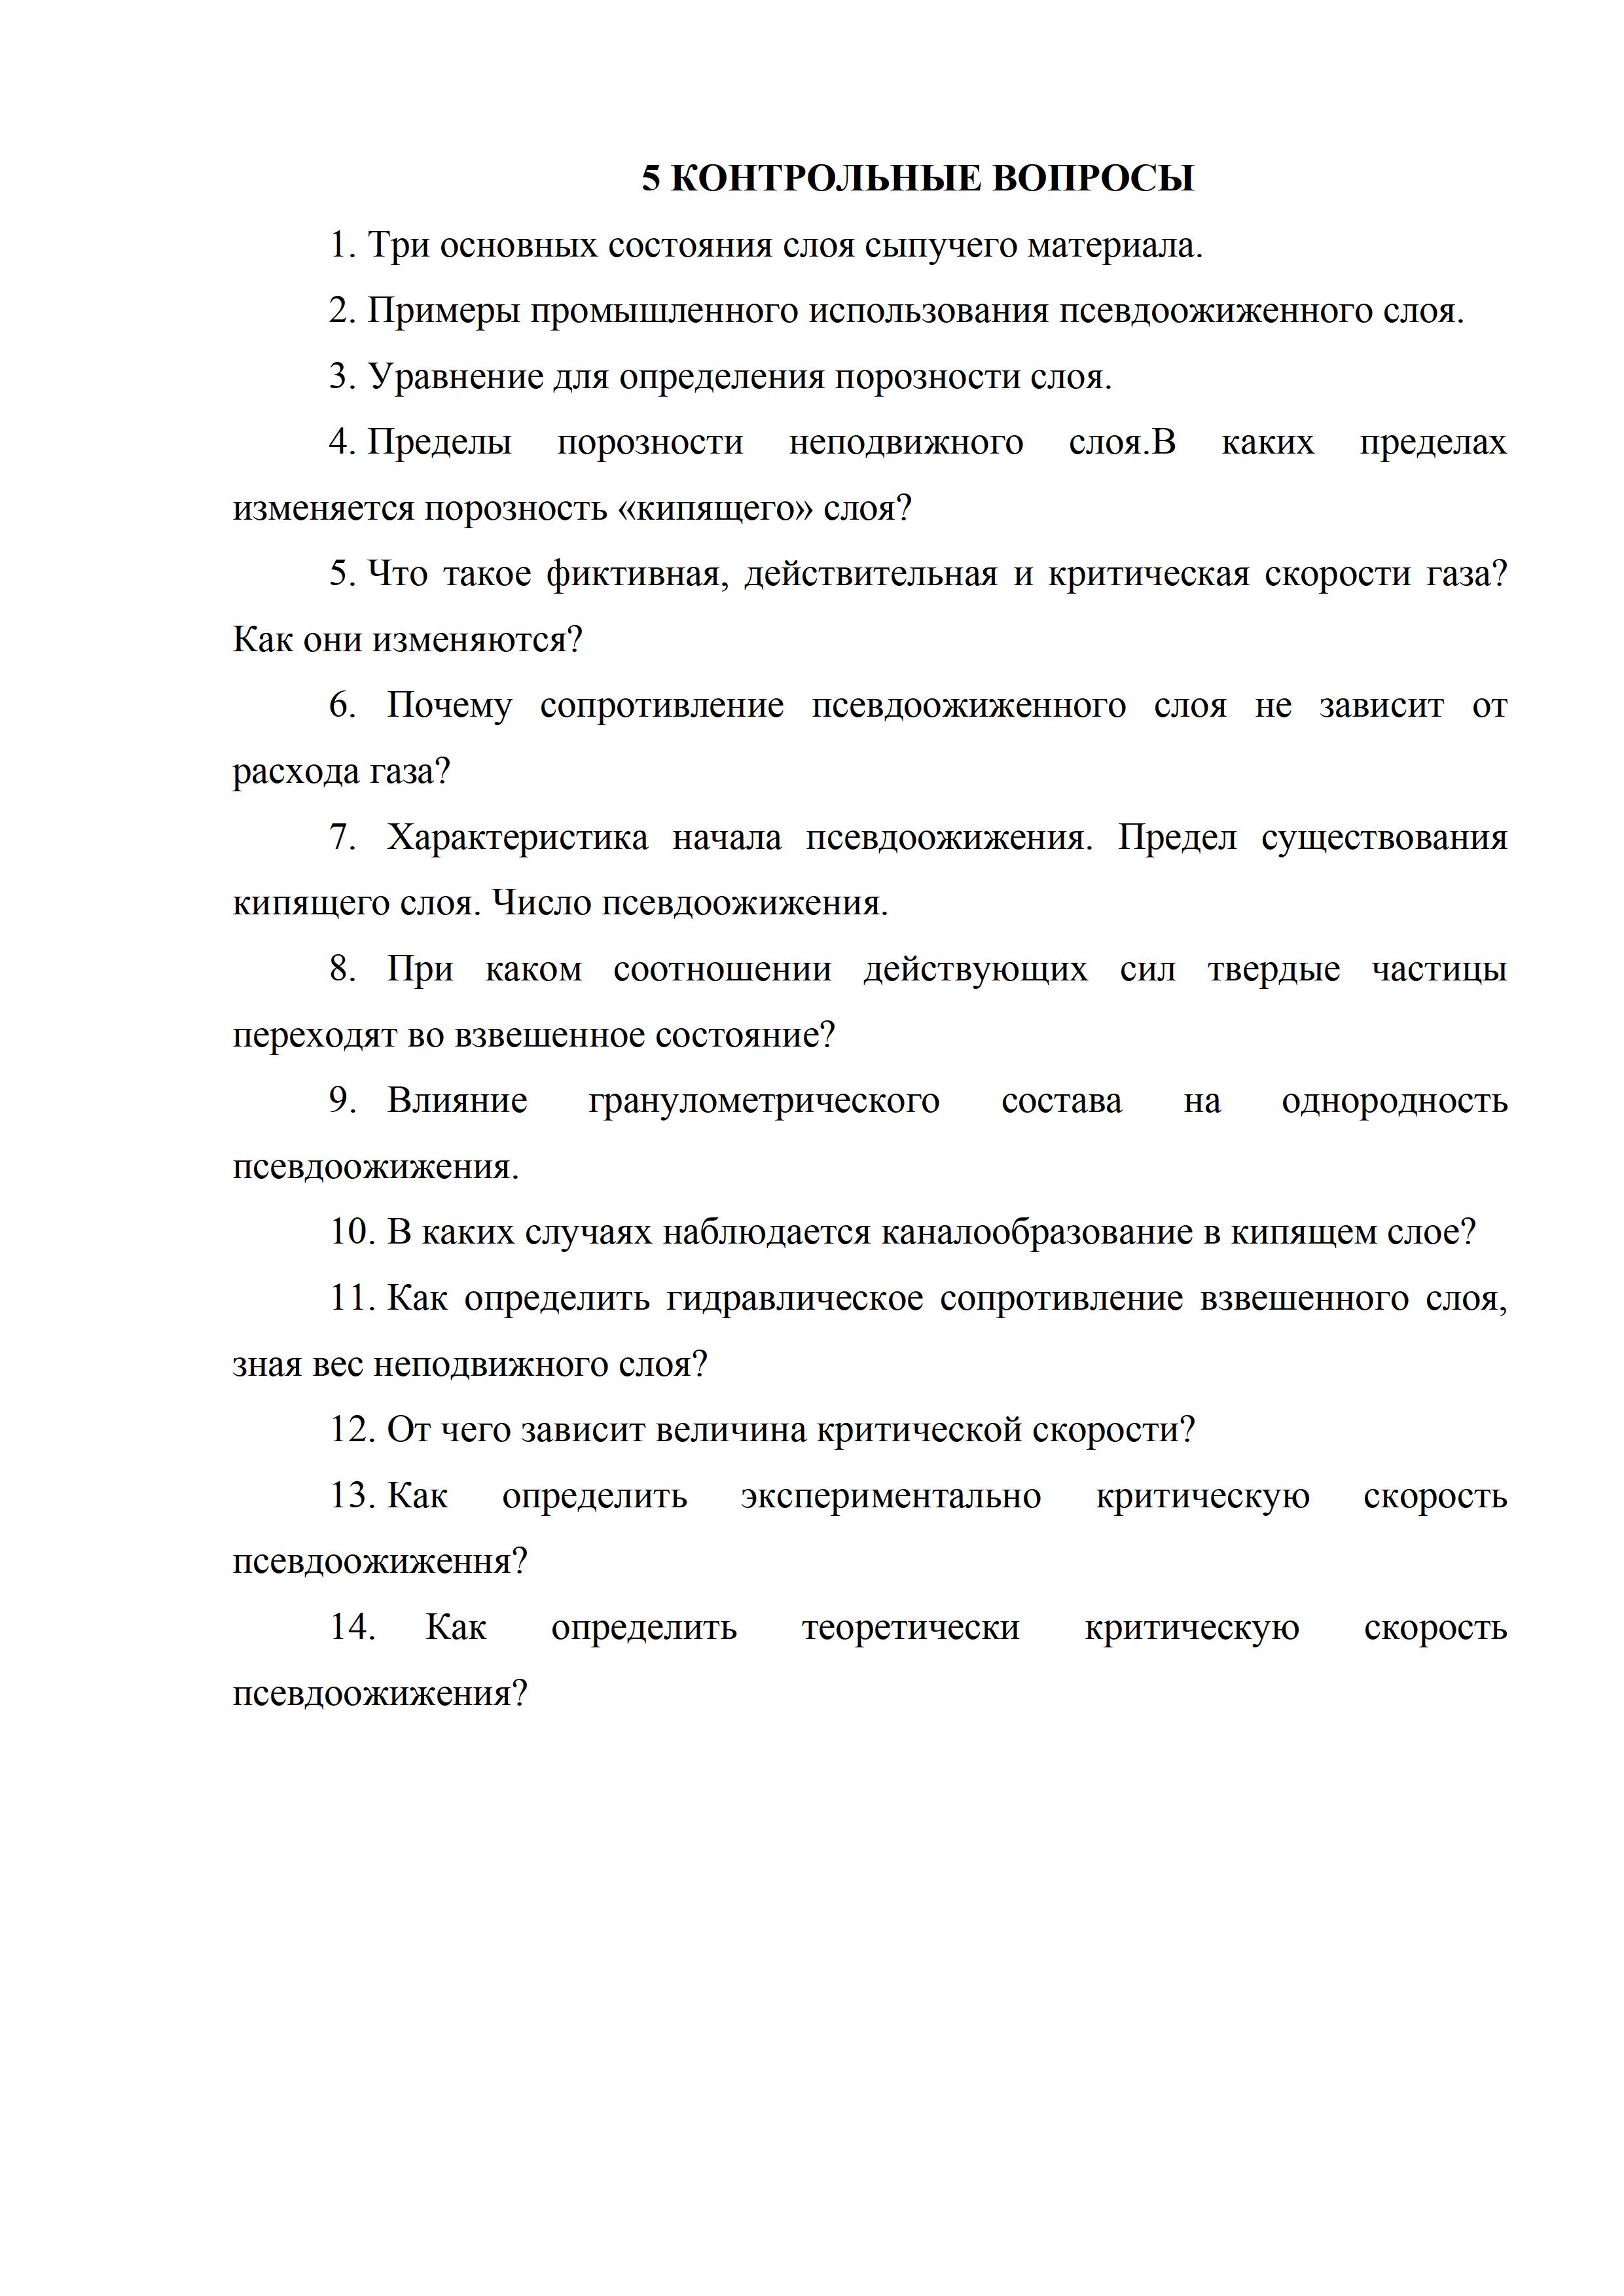 5 КОНТРОЛЬНЫЕ ВОПРОСЫ
1. Три основных состояния слоя сыпучего материала.
2. Примеры промышленного использования псевдоожиженного слоя.
3. Уравнение для определения порозности слоя.
4. Пределы порозности неподвижного слоя.В каких пределах
изменяется порозность «кипящего» слоя?
5. Что такое фиктивная, действительная и критическая скорости газа?
Как они изменяются?
6. Почему сопротивление псевдоожиженного слоя не зависит от
расхода газа?
7. Характеристика начала псевдоожижения. Предел существования
кипящего слоя. Число псевдоожижения.
8. При каком соотношении действующих сил твердые частицы
переходят во взвешенное состояние?
9. Влияние гранулометрического состава на однородность
псевдоожижения.
10. В каких случаях наблюдается каналообразование в кипящем слое?
11. Как определить гидравлическое сопротивление взвешенного слоя,
зная вес неподвижного слоя?
12. От чего зависит величина критической скорости?
13. Как определить экспериментально критическую скорость
псевдоожиження?
14. Как определить теоретически критическую скорость
псевдоожижения?